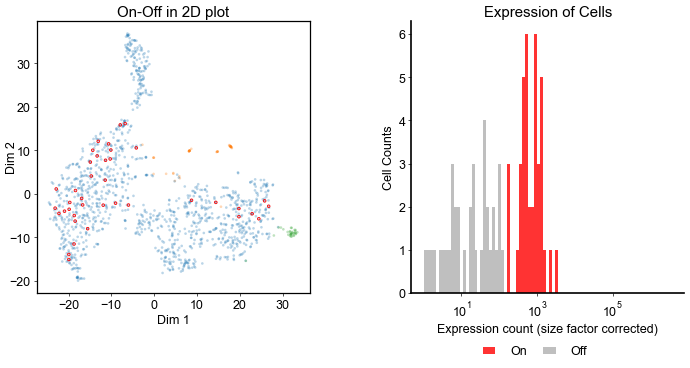 On-Off in 2D plot
Expression of Cells
Dim 2
30
20
10
0
−10
−20
−20 −10 0 10 20 30
Dim 1
Cell Counts
6
5
4
3
2
1
0
10^1 10^3 10^5
Expression count (size factor corrected)
On Off